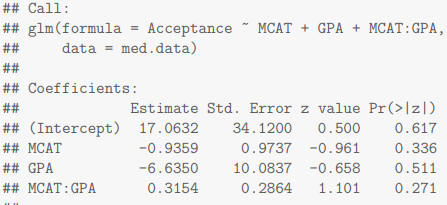 ## Call:
## glm(formula = Acceptance ~ MCAT + GPA + MCAT:GPA,
##     data = med.data)
##
## Coefficients:
##             Estimate Std. Error z value Pr(>|z|)
## (Intercept)  17.0632    34.1200   0.500    0.617
## MCAT         -0.9359     0.9737  -0.961    0.336
## GPA          -6.6350    10.0837  -0.658    0.511
## MCAT:GPA      0.3154     0.2864   1.101    0.271